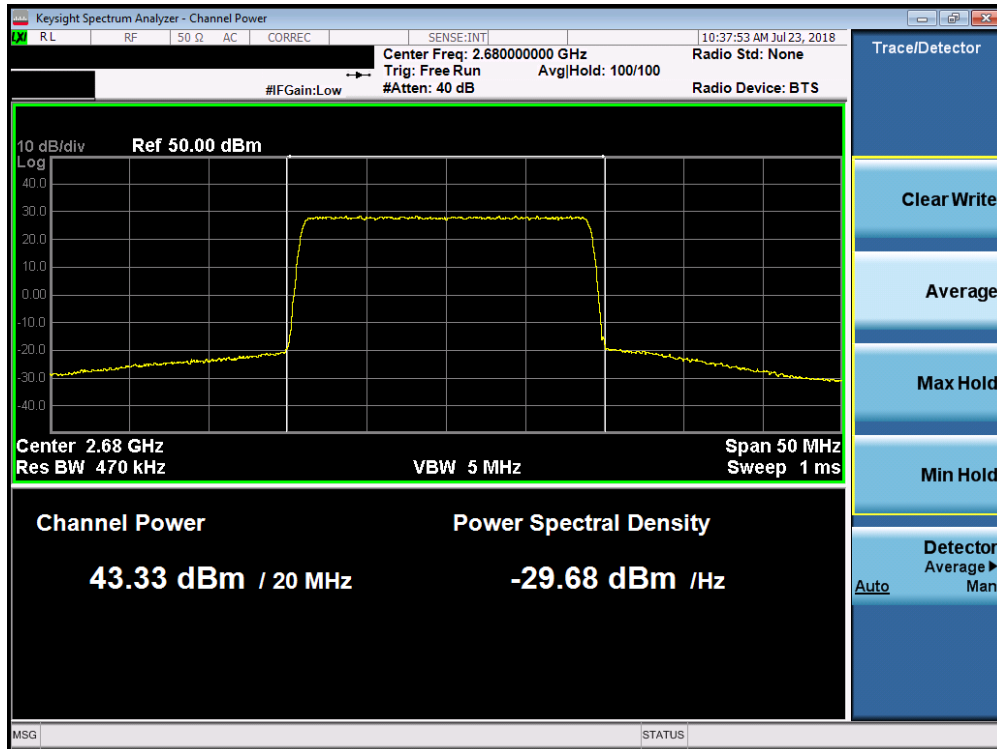 Keysight Spectrum Analyzer - Channel Power
LXI RL RF 50 Ω AC CORREC SENSE:INT 10:37:53 AM Jul 23, 2018
Center Freq: 2.680000000 GHz Radio Std: None
Trig: Free Run Avg|Hold: 100/100
#IFGain:Low #Atten: 40 dB Radio Device: BTS
Trace/Detector
10 dB/div Ref 50.00 dBm
Log
40.0
30.0
20.0
10.0
0.00
-10.0
-20.0
-30.0
-40.0
Center 2.68 GHz Span 50 MHz
Res BW 470 kHz VBW 5 MHz Sweep 1 ms
Channel Power Power Spectral Density
43.33 dBm / 20 MHz -29.68 dBm /Hz
Clear Write
Average
Max Hold
Min Hold
Detector
Average
Auto Man
MSG STATUS